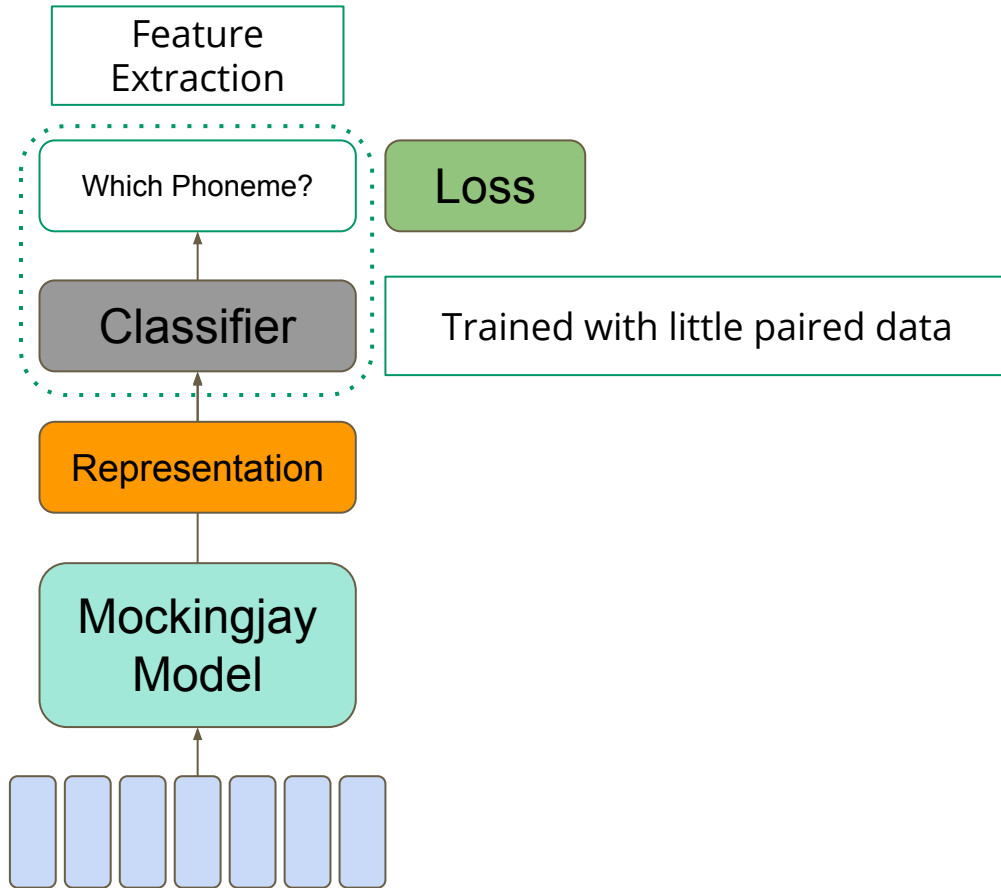 Feature
Extraction
Which Phoneme?
Loss
Classifier
Trained with little paired data
Representation
Mockingjay
Model